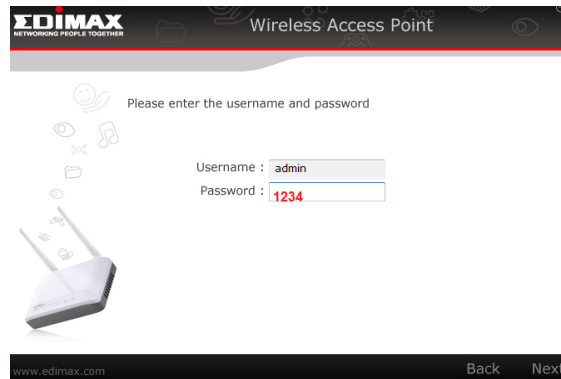 EDIMAX
NETWORKING PEOPLE TOGETHER
Wireless Access Point
Please enter the username and password
Username : admin
Password : 1234
www.edimax.com
Back Next